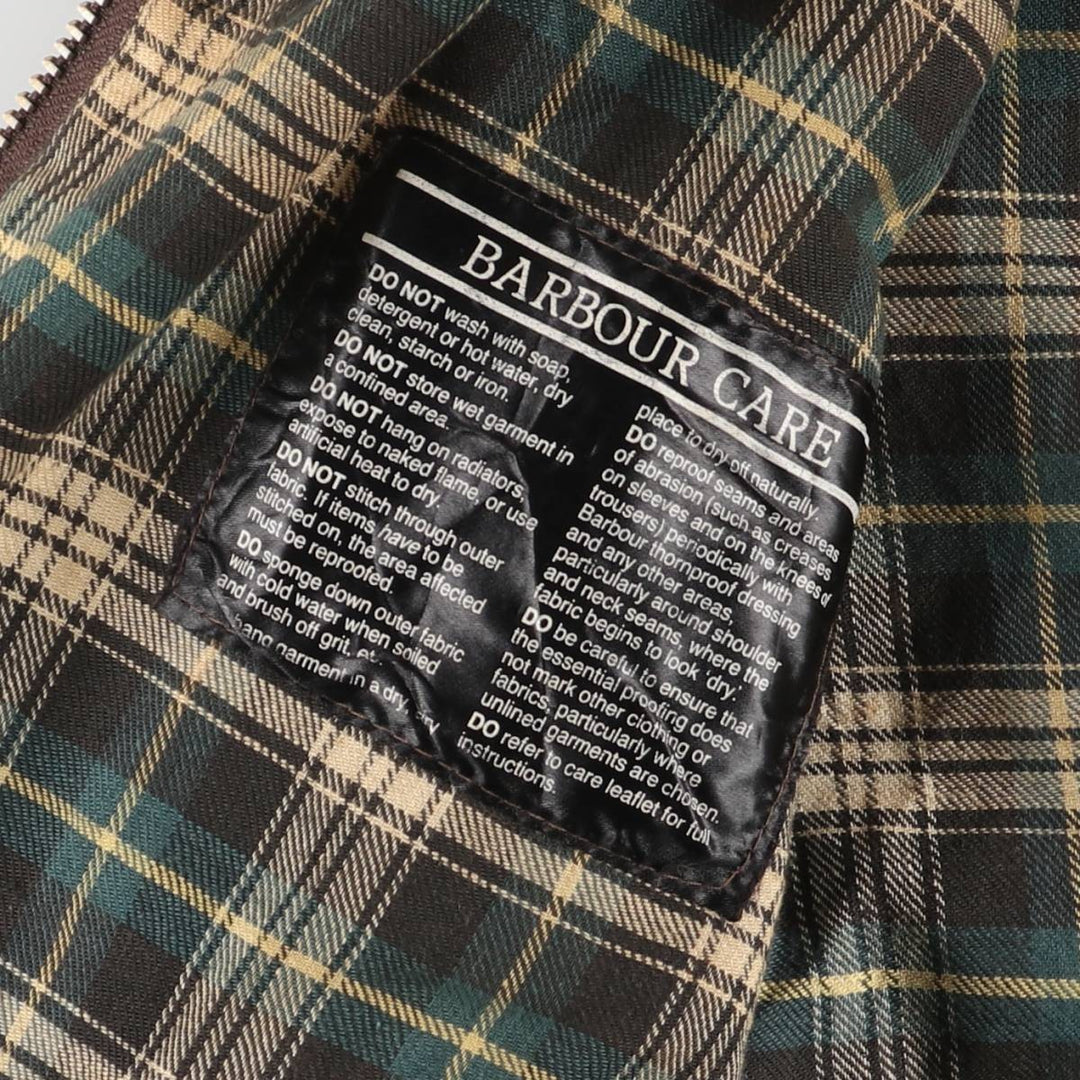 BARBOUR CARE
DO NOT wash with soap,
detergent or hot water, dry
clean, starch or iron.
DO NOT store wet garment in
a confined area.
DO NOT hang on radiators,
expose to naked flame, or use
artificial heat to dry.
DO NOT stitch through outer
fabric. If items have to be
stitched on, the area affected
must be reproofed.
DO sponge down outer fabric
with cold water when soiled
and brush off grit, etc
hang garment in a dry, airy
place to dry off naturally.
DO reproof seams and areas
of abrasion (such as creases
on sleeves and on the knees of
trousers) periodically with
Barbour thornproof dressing
and any other areas,
particularly around shoulder
and neck seams, where the
fabric begins to look 'dry'.
DO be careful to ensure that
the essential proofing does
not mark other clothing or
fabrics, particularly where
unlined garments are chosen.
DO refer to care leaflet for full
instructions.